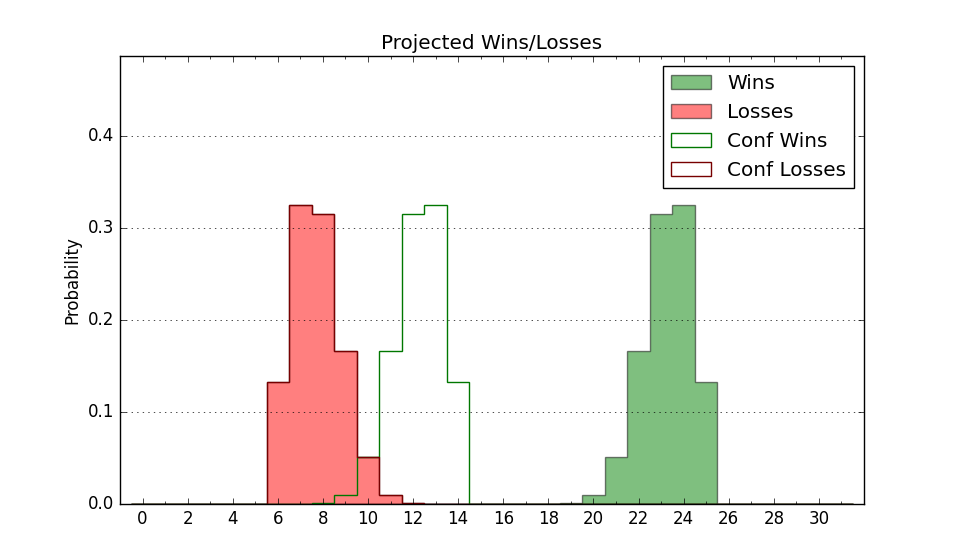 Projected Wins/Losses
Wins
Losses
Conf Wins
Conf Losses
Probability
0.4
0.3
0.2
0.1
0.0
0 2 4 6 8 10 12 14 16 18 20 22 24 26 28 30